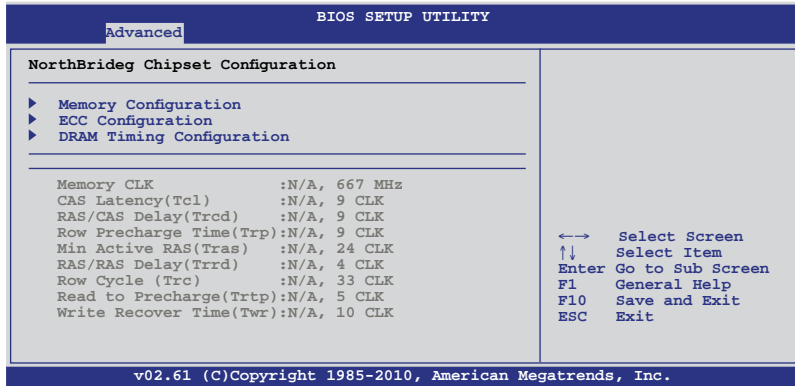 BIOS SETUP UTILITY
Advanced
NorthBrideg Chipset Configuration
Memory Configuration
ECC Configuration
DRAM Timing Configuration
Memory CLK :N/A, 667 MHz
CAS Latency(Tcl) :N/A, 9 CLK
RAS/CAS Delay(Trcd) :N/A, 9 CLK
Row Precharge Time(Trp):N/A, 9 CLK
Min Active RAS(Tras) :N/A, 24 CLK
RAS/RAS Delay(Trrd) :N/A, 4 CLK
Row Cycle (Trc) :N/A, 33 CLK
Read to Precharge(Trtp):N/A, 5 CLK
Write Recover Time(Twr):N/A, 10 CLK
←→ Select Screen
↑↓ Select Item
Enter Go to Sub Screen
F1 General Help
F10 Save and Exit
ESC Exit
v02.61 (C)Copyright 1985-2010, American Megatrends, Inc.